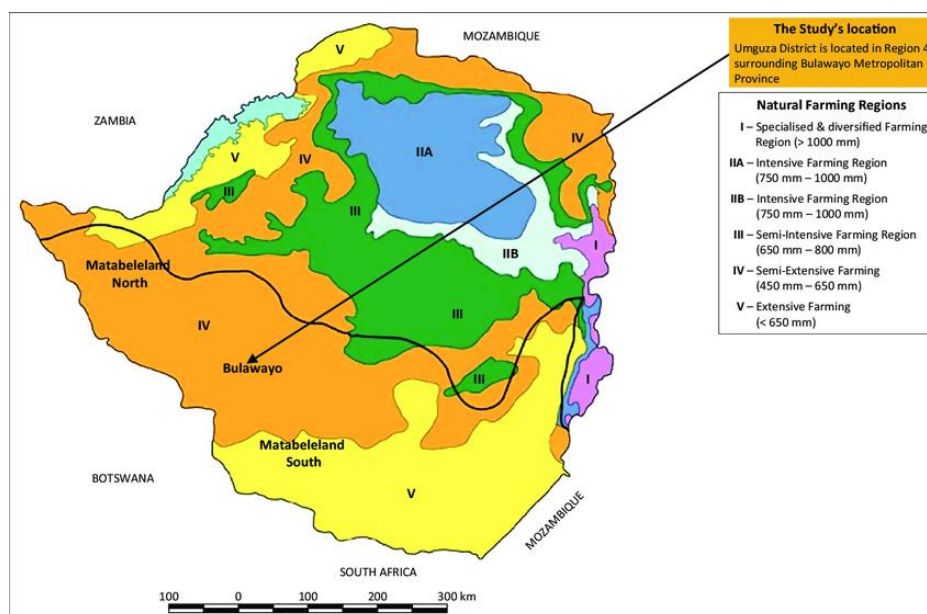 The Study's location
Umguza District is located in Region 4
surrounding Bulawayo Metropolitan
Province
Natural Farming Regions
I – Specialised & diversified Farming
Region (> 1000 mm)
IIA – Intensive Farming Region
(750 mm – 1000 mm)
IIB – Intensive Farming Region
(750 mm – 1000 mm)
III – Semi-Intensive Farming Region
(650 mm – 800 mm)
IV – Semi-Extensive Farming
(450 mm – 650 mm)
V – Extensive Farming
(< 650 mm)
MOZAMBIQUE
V
ZAMBIA
IV
IIA
V
IV
III
III
I
IIB
Matabeleland
North
III
IV
Bulawayo
III
I
Matabeleland
South
V
BOTSWANA
MOZAMBIQUE
SOUTH AFRICA
100 0 100 200 300 km